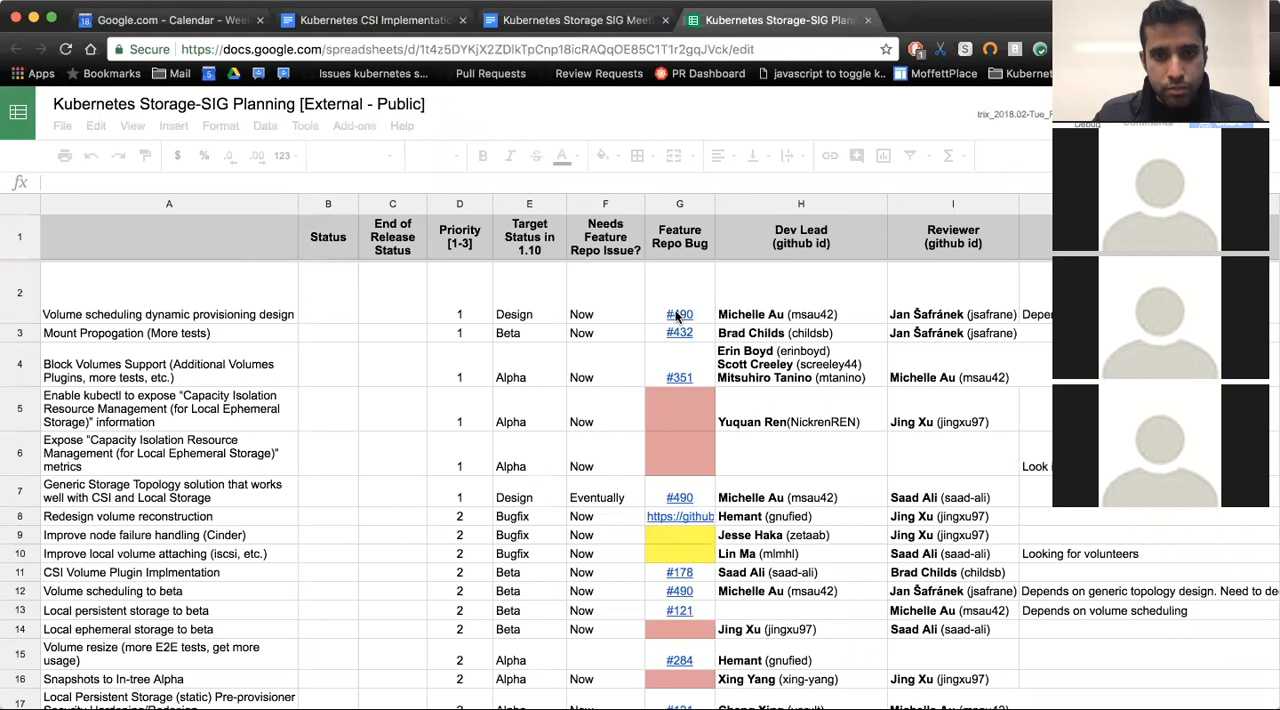 18 Google.com - Calendar - Wee
Kubernetes CSI Implementatio
Kubernetes Storage SIG Meeti
Kubernetes Storage-SIG Plann
Secure https://docs.google.com/spreadsheets/d/1t4z5DYKjX2ZDlkTpCnp18icRAQqOE85C1T1r2gqJVck/edit
Apps Bookmarks Mail 5 Issues kubernetes s... Pull Requests Review Requests PR Dashboard javascript to toggle k.. MoffettPlace Kubernet
Kubernetes Storage-SIG Planning [External - Public]
File Edit View Insert Format Data Tools Add-ons Help
$ % .0 .00 123
B I S A
fx
A B C D E F G H I
1 Status End of Release Status Priority [1-3] Target Status in 1.10 Needs Feature Repo Issue? Feature Repo Bug Dev Lead (github id) Reviewer (github id)
2 Volume scheduling dynamic provisioning design 1 Design Now #490 Michelle Au (msau42) Jan Šafránek (jsafrane)
3 Mount Propogation (More tests) 1 Beta Now #432 Brad Childs (childsb) Jan Šafránek (jsafrane)
4 Block Volumes Support (Additional Volumes Plugins, more tests, etc.) 1 Alpha Now #351 Erin Boyd (erinboyd) Scott Creeley (screeley44) Mitsuhiro Tanino (mtanino) Michelle Au (msau42)
5 Enable kubectl to expose “Capacity Isolation Resource Management (for Local Ephemeral Storage)” information 1 Alpha Now Yuquan Ren(NickrenREN) Jing Xu (jingxu97)
6 Expose “Capacity Isolation Resource Management (for Local Ephemeral Storage)” metrics 1 Alpha Now Look
7 Generic Storage Topology solution that works well with CSI and Local Storage 1 Design Eventually #490 Michelle Au (msau42) Saad Ali (saad-ali)
8 Redesign volume reconstruction 2 Bugfix Now https://github Hemant (gnufied) Jing Xu (jingxu97)
9 Improve node failure handling (Cinder) 2 Bugfix Now Jesse Haka (zetaab) Jing Xu (jingxu97)
10 Improve local volume attaching (iscsi, etc.) 2 Bugfix Now Lin Ma (mlmhl) Saad Ali (saad-ali) Looking for volunteers
11 CSI Volume Plugin Implmentation 2 Beta Now #178 Saad Ali (saad-ali) Brad Childs (childsb)
12 Volume scheduling to beta 2 Beta Now #490 Michelle Au (msau42) Jan Šafránek (jsafrane) Depends on generic topology design. Need to de
13 Local persistent storage to beta 2 Beta Now #121 Michelle Au (msau42) Depends on volume scheduling
14 Local ephemeral storage to beta 2 Beta Now Jing Xu (jingxu97) Saad Ali (saad-ali)
15 Volume resize (more E2E tests, get more usage) 2 Alpha #284 Hemant (gnufied)
16 Snapshots to In-tree Alpha 2 Alpha Now Xing Yang (xing-yang) Jing Xu (jingxu97)
17 Local Persistent Storage (static) Pre-provisioner